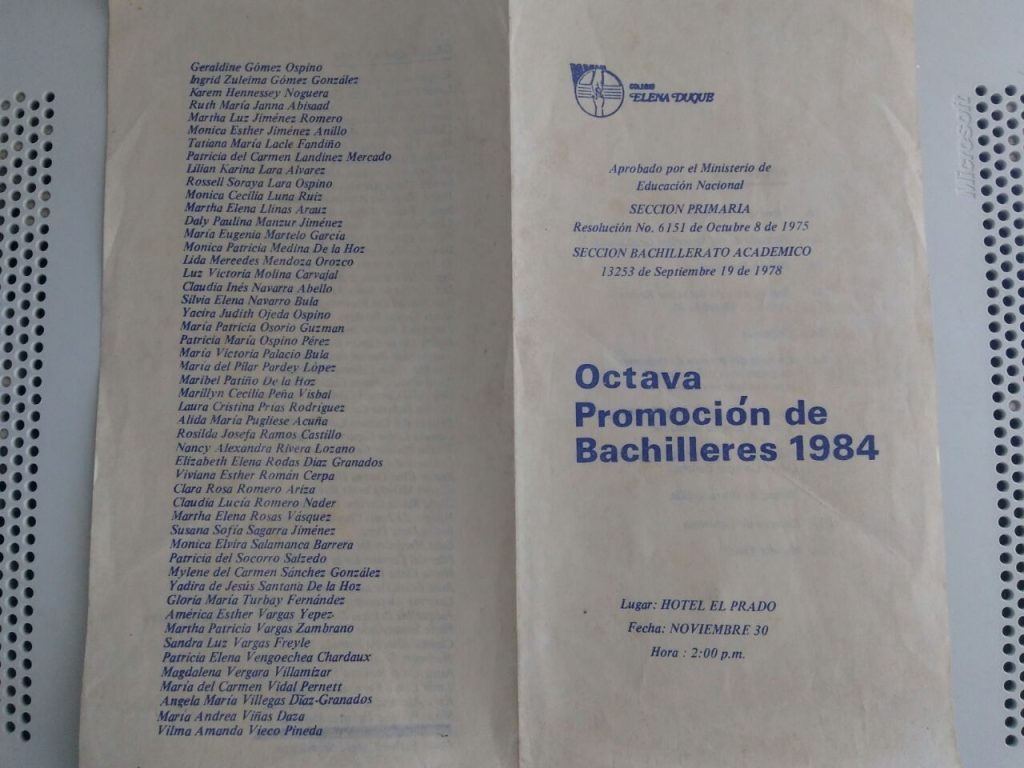 Geraldine Gómez Ospino
Ingrid Zuleima Gómez González
Karem Hennessey Noguera
Ruth María Janna Abisaad
Martha Luz Jiménez Romero
Monica Esther Jiménez Anillo
Tatiana María Lacle Fandiño
Patricia del Carmen Landinez Mercado
Lilian Karina Lara Alvarez
Rossell Soraya Lara Ospino
Monica Cecilia Luna Ruiz
Martha Elena Llinas Arauz
Daly Paulina Manzur Jiménez
María Eugenia Martelo García
Monica Patricia Medina De la Hoz
Lida Mercedes Mendoza Orozco
Luz Victoria Molina Carvajal
Claudia Inés Navarra Abello
Silvia Elena Navarro Bula
Yacira Judith Ojeda Ospino
María Patricia Osorio Guzman
Patricia María Ospino Pérez
María Victoria Palacio Bula
María del Pilar Pardey López
Maribel Patiño De la Hoz
Marillyn Cecilia Peña Visbal
Laura Cristina Prias Rodríguez
Alida María Pugliese Acuña
Rosilda Josefa Ramos Castillo
Nancy Alexandra Rivera Lozano
Elizabeth Elena Rodas Díaz Granados
Viviana Esther Román Cerpa
Clara Rosa Romero Ariza
Claudia Lucía Romero Nader
Martha Elena Rosas Vásquez
Susana Sofía Sagarra Jiménez
Monica Elvira Salamanca Barrera
Patricia del Socorro Salzedo
Mylene del Carmen Sánchez González
Yadira de Jesús Santana De la Hoz
Gloria María Turbay Fernández
América Esther Vargas Yepez
Martha Patricia Vargas Zambrano
Sandra Luz Vargas Freyle
Patricia Elena Vengoechea Chardaux
Magdalena Vergara Villamizar
María del Carmen Vidal Pernett
Angela María Villegas Díaz-Granados
María Andrea Viñas Daza
Vilma Amanda Vieco Pineda
COLEGIO
ELENA DUQUE
Aprobado por el Ministerio de
Educación Nacional
SECCION PRIMARIA
Resolución No. 6151 de Octubre 8 de 1975
SECCION BACHILLERATO ACADEMICO
13253 de Septiembre 19 de 1978
Octava
Promoción de
Bachilleres 1984
Lugar: HOTEL EL PRADO
Fecha: NOVIEMBRE 30
Hora : 2:00 p.m.
Microsoft